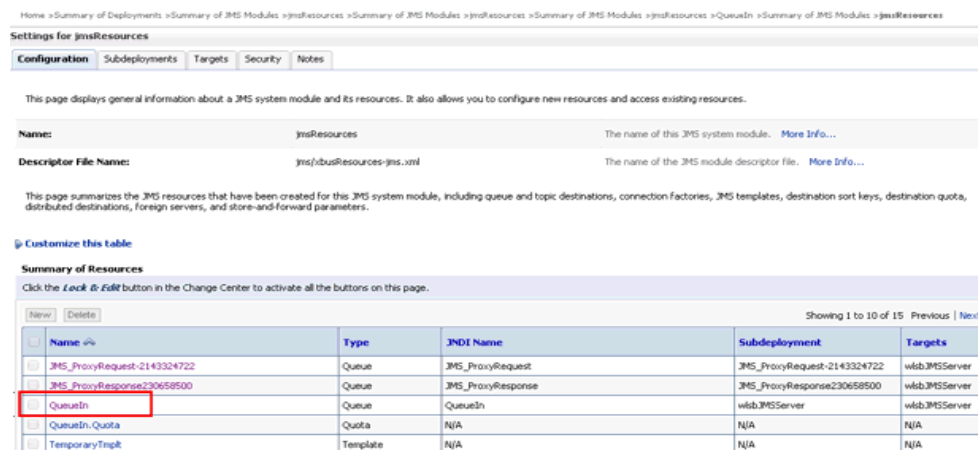 Home >Summary of Deployments >Summary of JMS Modules >jmsResources >Summary of JMS Modules >jmsResources >Summary of JMS Modules >jmsResources >QueueIn >Summary of JMS Modules >jmsResources
Settings for jmsResources
Configuration Subdeployments Targets Security Notes
This page displays general information about a JMS system module and its resources. It also allows you to configure new resources and access existing resources.
Name: jmsResources The name of this JMS system module. More Info...
Descriptor File Name: jms/xbusResources-jms.xml The name of the JMS module descriptor file. More Info...
This page summarizes the JMS resources that have been created for this JMS system module, including queue and topic destinations, connection factories, JMS templates, destination sort keys, destination quota,
distributed destinations, foreign servers, and store-and-forward parameters.
Customize this table
Summary of Resources
Click the Lock & Edit button in the Change Center to activate all the buttons on this page.
New Delete Showing 1 to 10 of 15 Previous | Next
Name Type JNDI Name Subdeployment Targets
JMS_ProxyRequest-2143324722 Queue JMS_ProxyRequest JMS_ProxyRequest-2143324722 wlsbJMSServer
JMS_ProxyResponse230658500 Queue JMS_ProxyResponse JMS_ProxyResponse230658500 wlsbJMSServer
QueueIn Queue QueueIn wlsbJMSServer wlsbJMSServer
QueueIn.Quota Quota N/A N/A N/A
TemporaryTmplt Template N/A N/A N/A